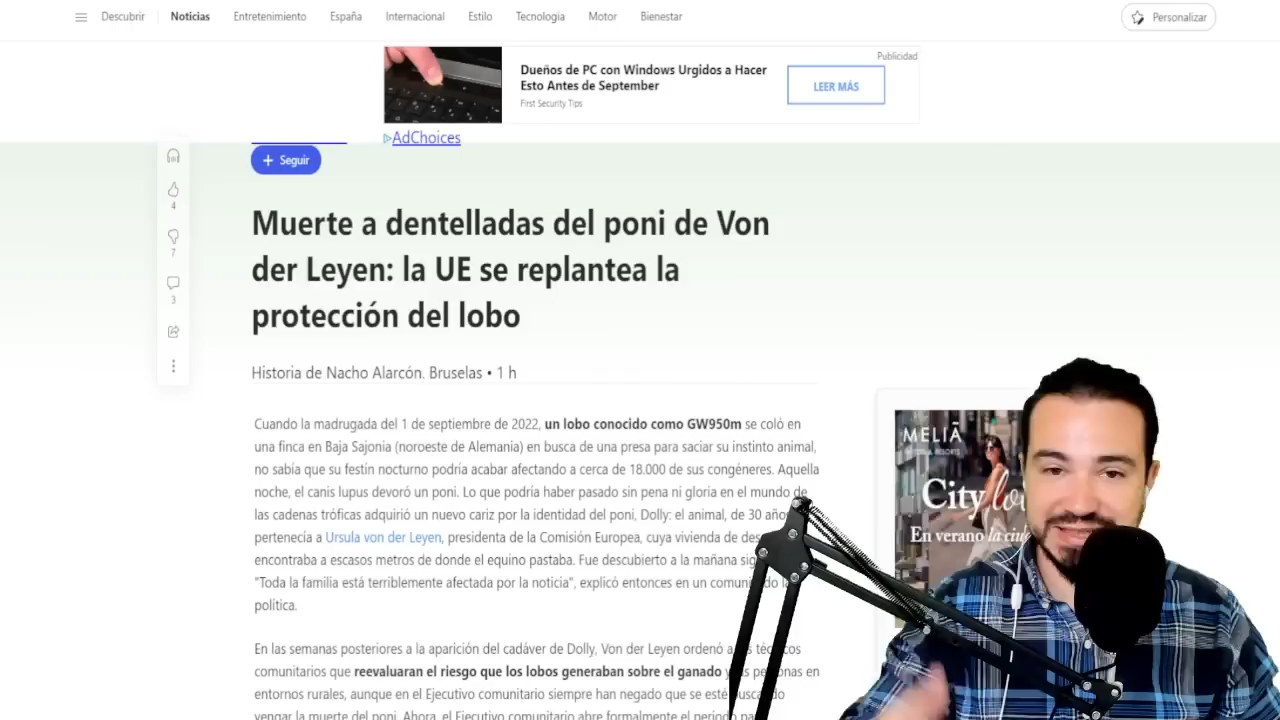 Descubrir
Noticias
Entretenimiento
España
Internacional
Estilo
Tecnología
Motor
Bienestar
Personalizar
Publicidad
Dueños de PC con Windows Urgidos a Hacer
Esto Antes de September
First Security Tips
LEER MÁS
AdChoices
+ Seguir
4
7
3
Muerte a dentelladas del poni de Von
der Leyen: la UE se replantea la
protección del lobo
Historia de Nacho Alarcón. Bruselas • 1 h
Cuando la madrugada del 1 de septiembre de 2022, un lobo conocido como GW950m se coló en
una finca en Baja Sajonia (noroeste de Alemania) en busca de una presa para saciar su instinto animal,
no sabía que su festín nocturno podría acabar afectando a cerca de 18.000 de sus congéneres. Aquella
noche, el canis lupus devoró un poni. Lo que podría haber pasado sin pena ni gloria en el mundo de
las cadenas tróficas adquirió un nuevo cariz por la identidad del poni, Dolly: el animal, de 30 años
pertenecía a Ursula von der Leyen, presidenta de la Comisión Europea, cuya vivienda de
encontraba a escasos metros de donde el equino pastaba. Fue descubierto a la mañana
"Toda la familia está terriblemente afectada por la noticia", explicó entonces en un
política.
En las semanas posteriores a la aparición del cadáver de Dolly, Von der Leyen ordenó a
comunitarios que reevaluaran el riesgo que los lobos generaban sobre el ganado y en
entornos rurales, aunque en el Ejecutivo comunitario siempre han negado que se esté
vengar la muerte del poni. Ahora, el Ejecutivo comunitario abre formalmente el periodo
MELIÁ
City
En verano la